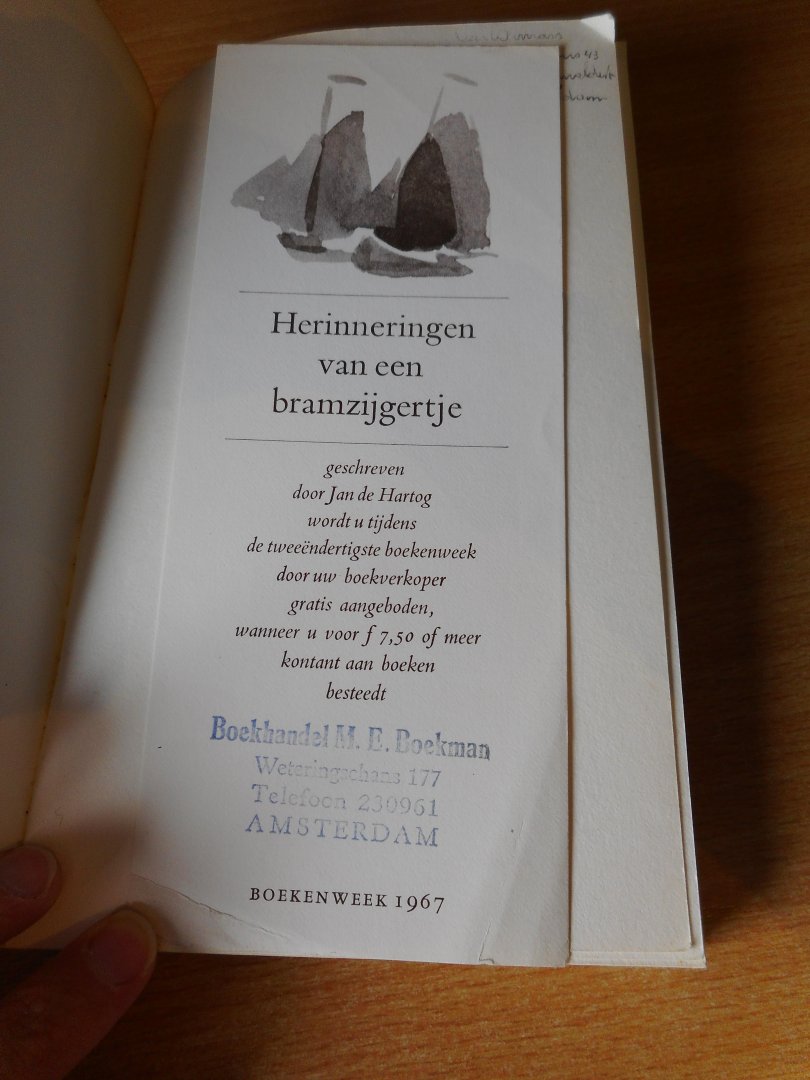 Herinneringen
van een
bramzijgertje
geschreven
door Jan de Hartog
wordt u tijdens
de tweeëndertigste boekenweek
door uw boekverkoper
gratis aangeboden,
wanneer u voor f 7,50 of meer
kontant aan boeken
besteedt
Boekhandel M. E. Boekman
Weteringschans 177
Telefoon 230961
AMSTERDAM
BOEKENWEEK 1967